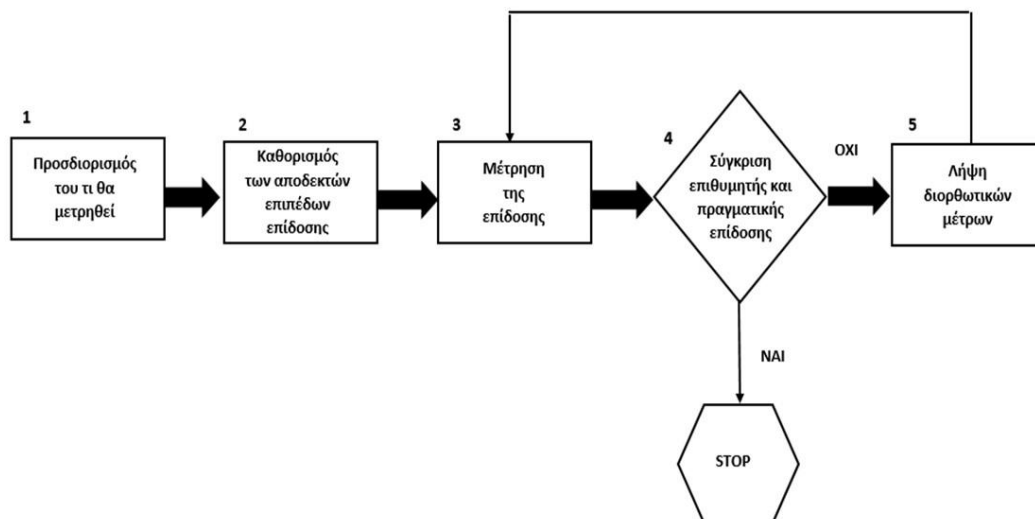 1
Προσδιορισμός
του τι θα
μετρηθεί
2
Καθορισμός
των αποδεκτών
επιπέδων
επίδοσης
3
Μέτρηση
της
επίδοσης
4
Σύγκριση
επιθυμητής και
πραγματικής
επίδοσης
ΟΧΙ
5
Λήψη
διορθωτικών
μέτρων
ΝΑΙ
STOP